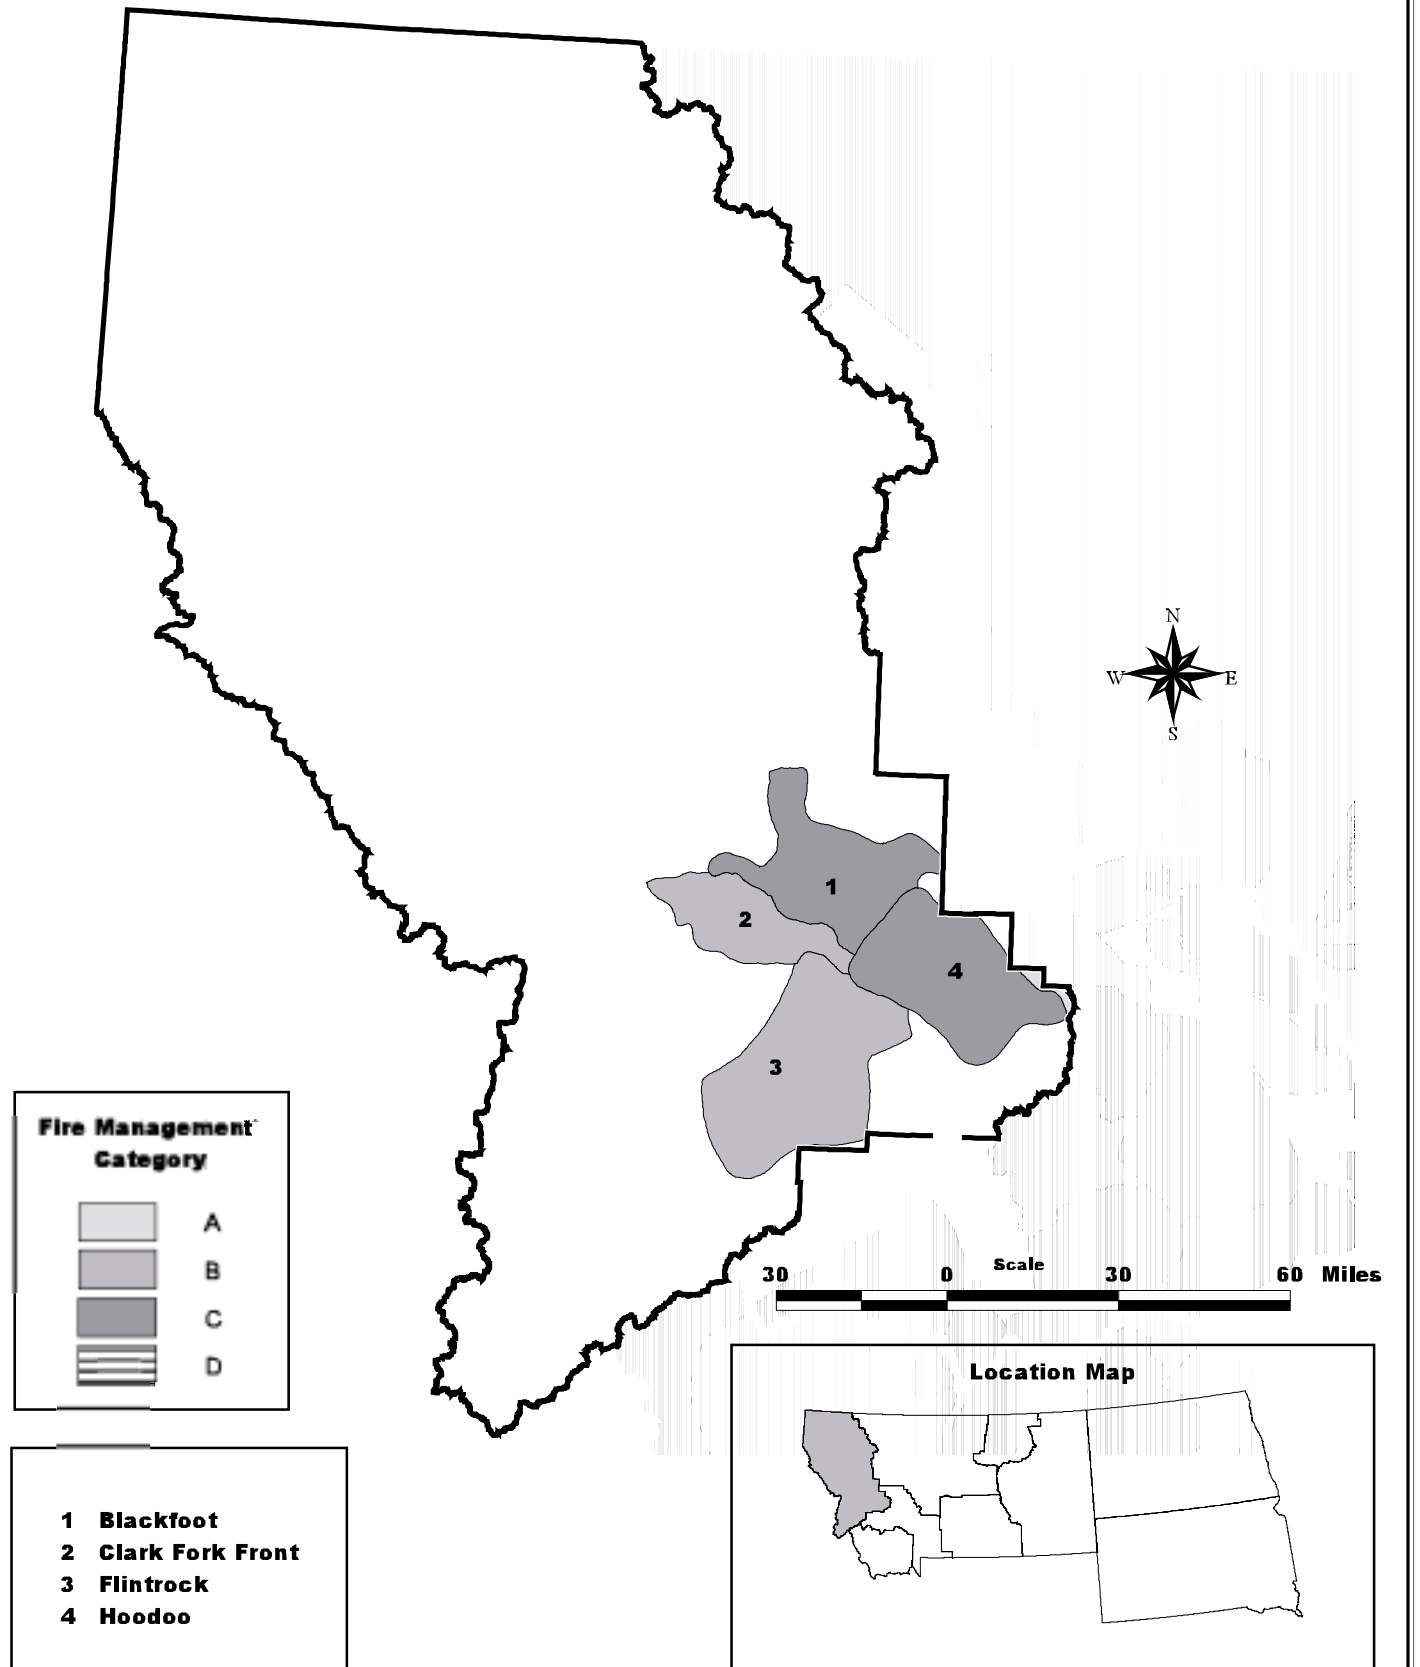 N
W E
S
1
2
4
3
Fire Management
Category
A
B
C
D
Scale
30 0 30 60 Miles
Location Map
1 Blackfoot
2 Clark Fork Front
3 Flintrock
4 Hoodoo